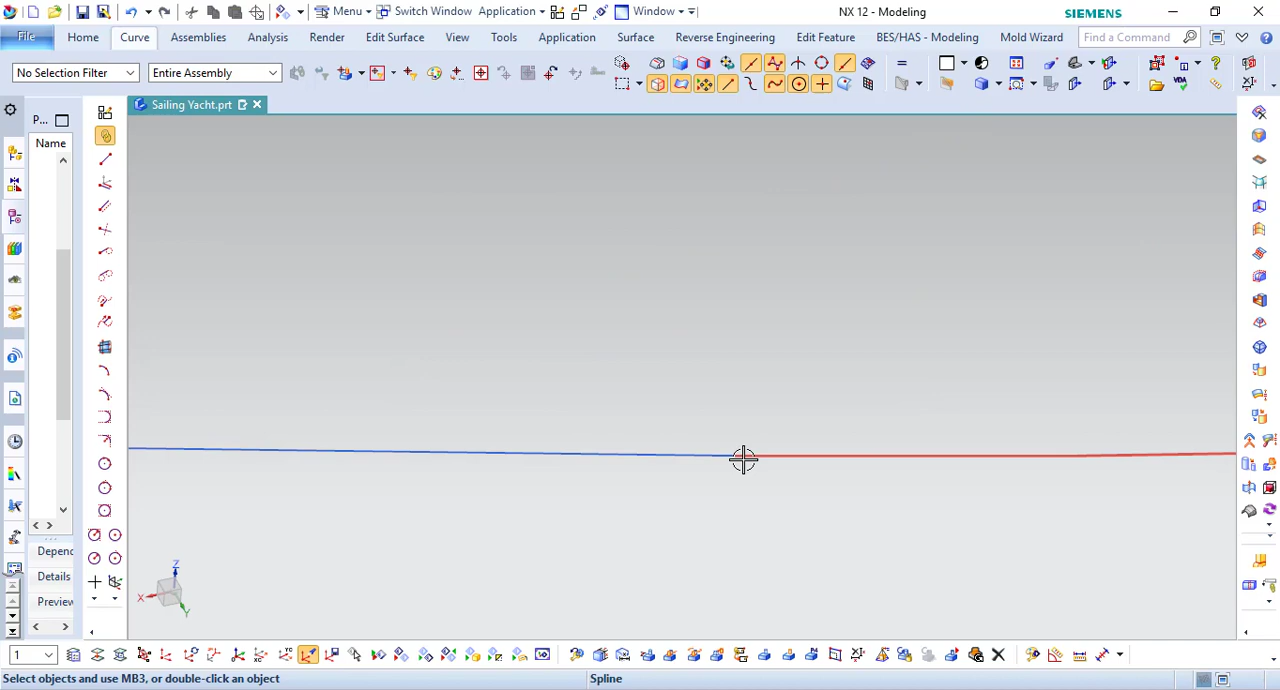 Menu
Switch Window
Application
Window
NX 12 - Modeling
SIEMENS
File
Home
Curve
Assemblies
Analysis
Render
Edit Surface
View
Tools
Application
Surface
Reverse Engineering
Edit Feature
BES/HAS - Modeling
Mold Wizard
Find a Command
No Selection Filter
Entire Assembly
VDA
XYZ
P...
Sailing Yacht.prt
Name
Depend
Details
Preview
Z
X
Y
1
Select objects and use MB3, or double-click an object
Spline